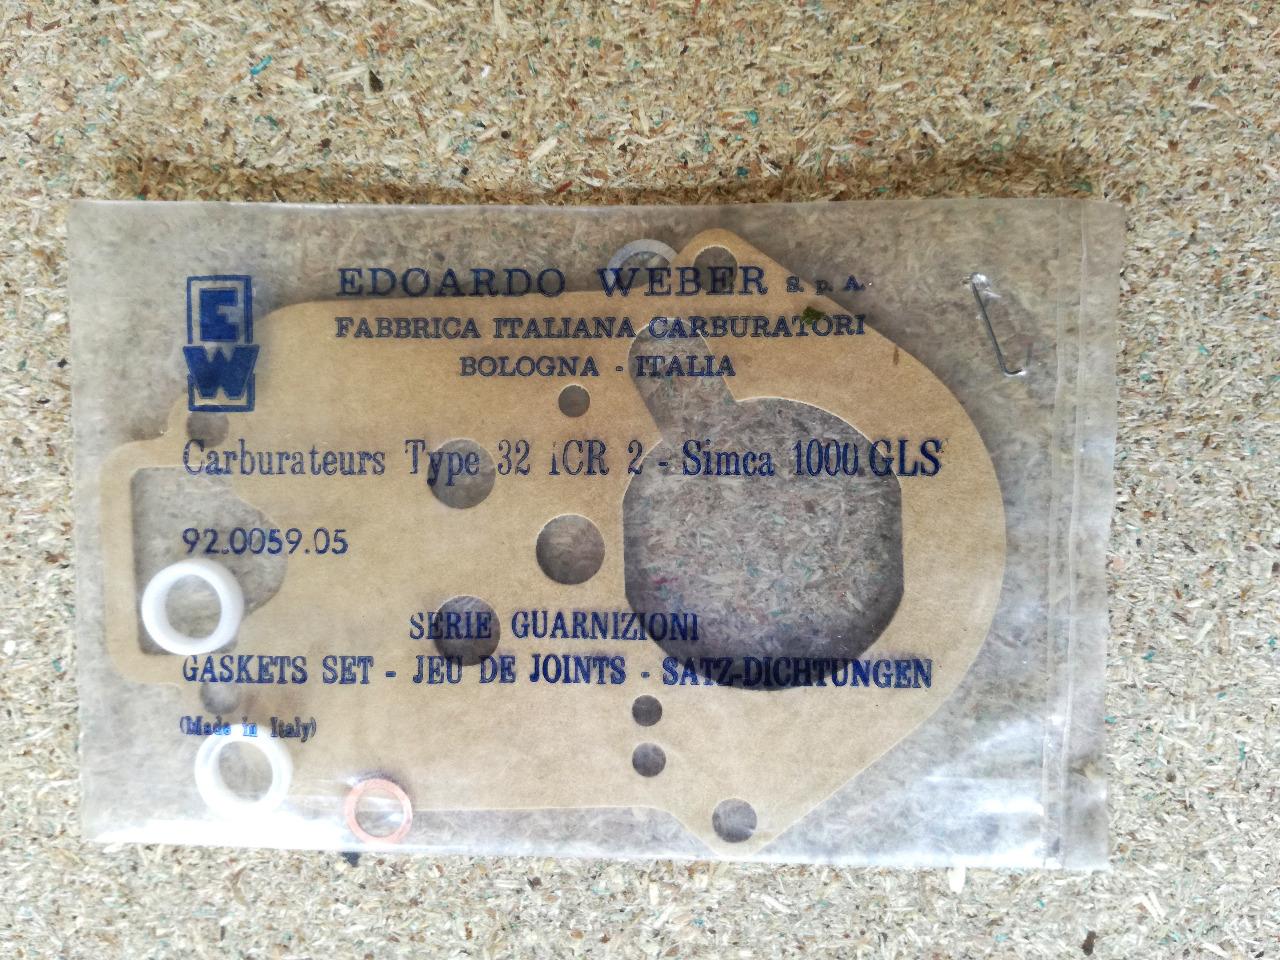 EW
EDOARDO WEBER S. p. A.
FABBRICA ITALIANA CARBURATORI
BOLOGNA - ITALIA
Carburateurs Type 32 iCR 2 - Simca 1000 GLS
92.0059.05
SERIE GUARNIZIONI
GASKETS SET - JEU DE JOINTS - SATZ-DICHTUNGEN
(Made in Italy)